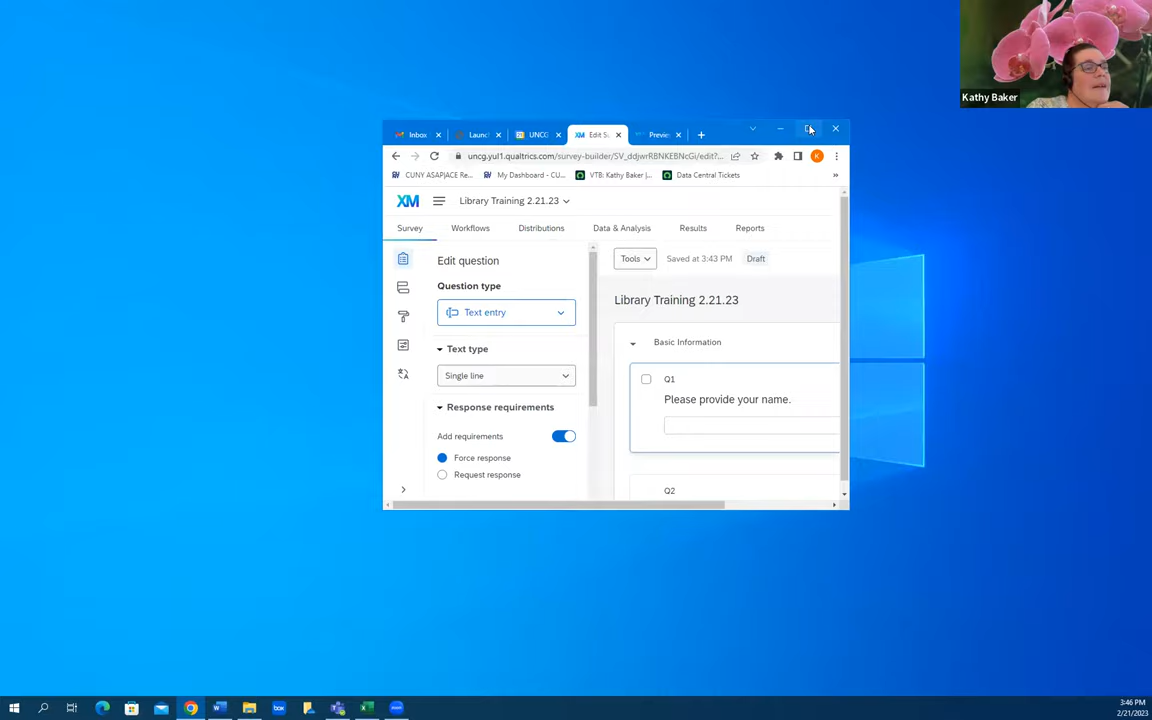 Kathy Baker
Inbox
Launc
UNCG
Edit S
Previe
uncg.yul1.qualtrics.com/survey-builder/SV_ddjwrRBNKEBNcGi/edit?...
CUNY ASAP|ACE Re...
My Dashboard - CU...
VTB: Kathy Baker |...
Data Central Tickets
K
XM
Library Training 2.21.23
Survey
Workflows
Distributions
Data & Analysis
Results
Reports
Edit question
Tools
Saved at 3:43 PM
Draft
Question type
Text entry
Library Training 2.21.23
Text type
Basic Information
Single line
Q1
Please provide your name.
Response requirements
Add requirements
Force response
Request response
Q2
box
3:46 PM
2/21/2023